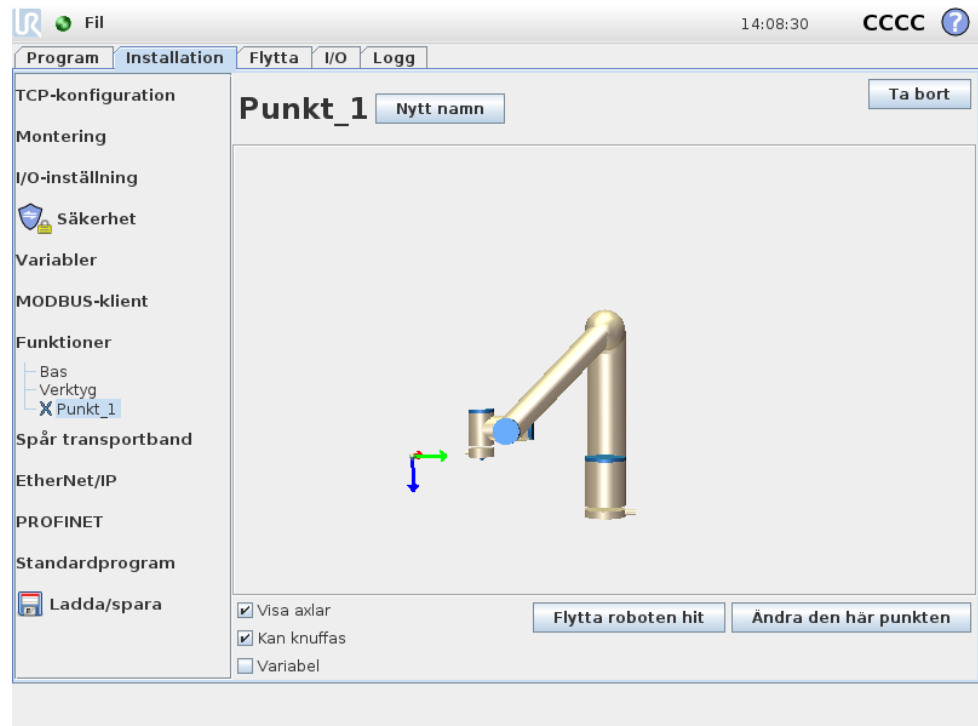 UR Fil 14:08:30 CCCC ?
Program Installation Flytta I/O Logg
TCP-konfiguration
Montering
I/O-inställning
Säkerhet
Variabler
MODBUS-klient
Funktioner
Bas
Verktyg
Punkt_1
Spår transportband
EtherNet/IP
PROFINET
Standardprogram
Ladda/spara
Punkt_1 Nytt namn Ta bort
Visa axlar
Kan knuffas
Variabel
Flytta roboten hit Ändra den här punkten